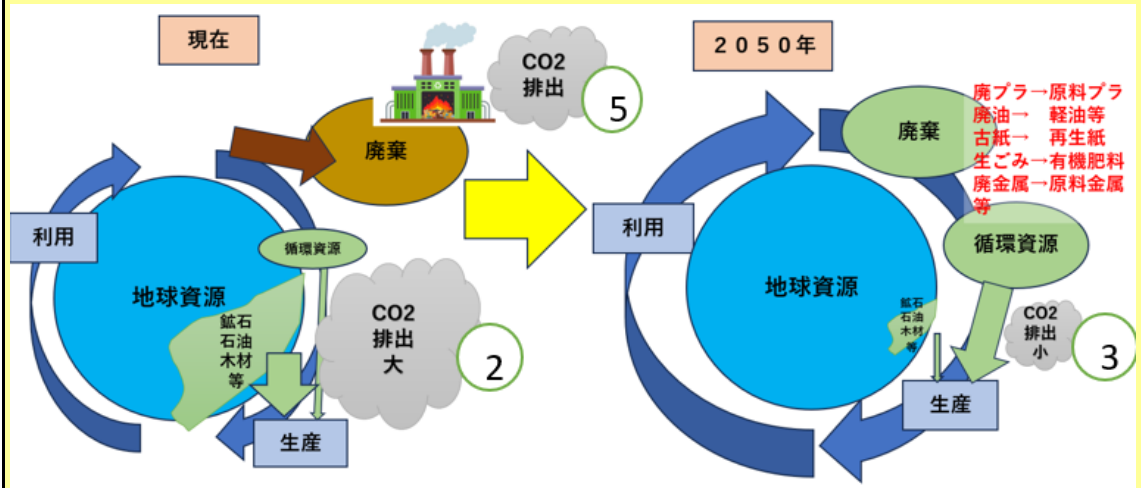 現在
CO2
排出
5
廃棄
利用
循環資源
地球資源
鉱石
石油
木材
等
CO2
排出
大
2
生産
２０５０年
廃棄
廃プラ→原料プラ
廃油→　軽油等
古紙→　再生紙
生ごみ→有機肥料
廃金属→原料金属
等
利用
循環資源
地球資源
鉱石
石油
木材
等
CO2
排出
小
3
生産